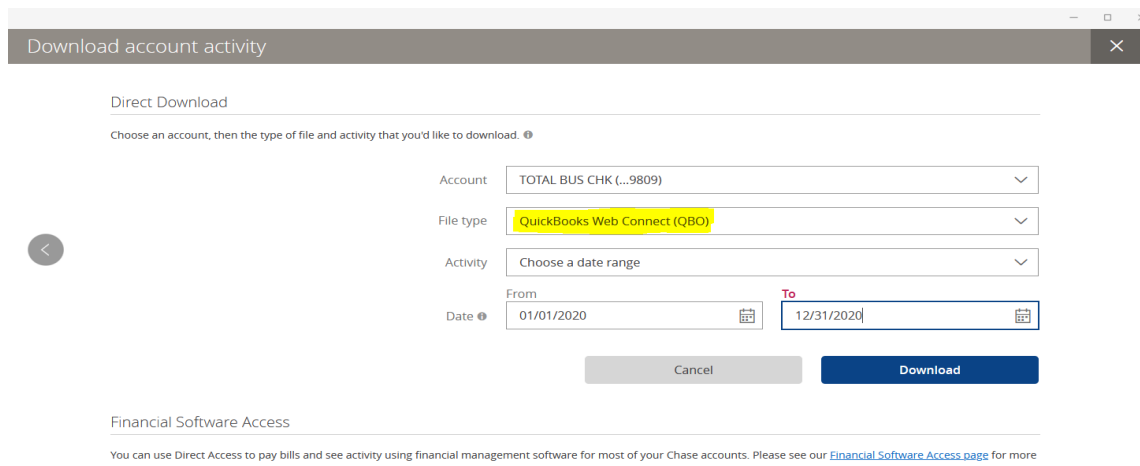 Download account activity
Direct Download
Choose an account, then the type of file and activity that you'd like to download.
Account TOTAL BUS CHK (...9809)
File type QuickBooks Web Connect (QBO)
Activity Choose a date range
From To
Date 01/01/2020 12/31/2020
Cancel Download
Financial Software Access
You can use Direct Access to pay bills and see activity using financial management software for most of your Chase accounts. Please see our Financial Software Access page for more